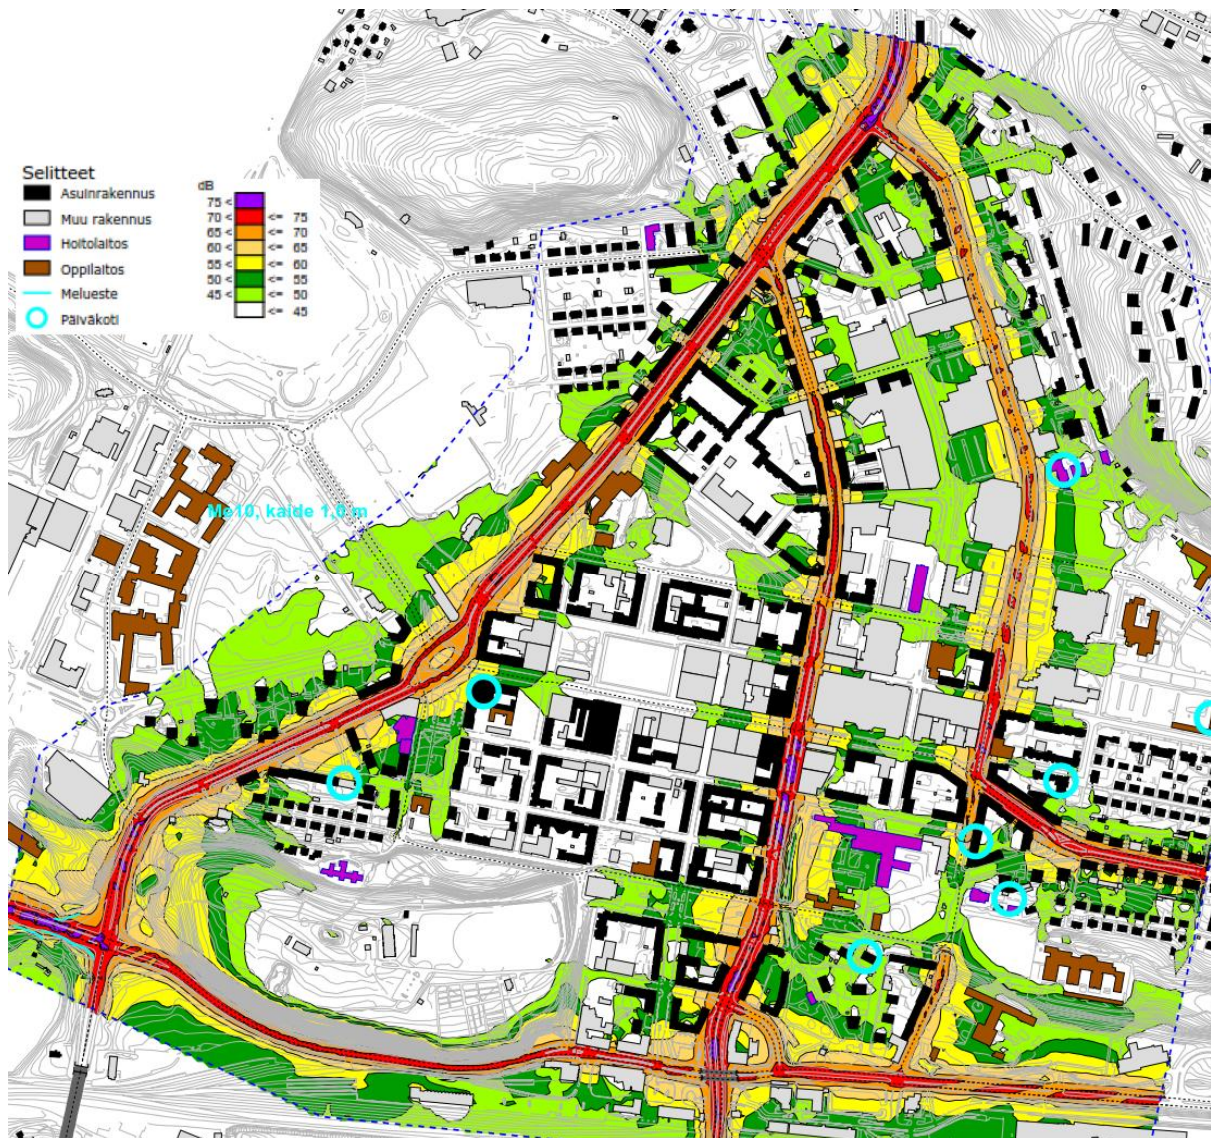 Selitteet
Asuinrakennus
Muu rakennus
Hoitolaitos
Oppilaitos
Melueste
Päiväkoti
dB
75 <
70 < <= 75
65 < <= 70
60 < <= 65
55 < <= 60
50 < <= 55
45 < <= 50
<= 45
Me10, kaide 1,0 m